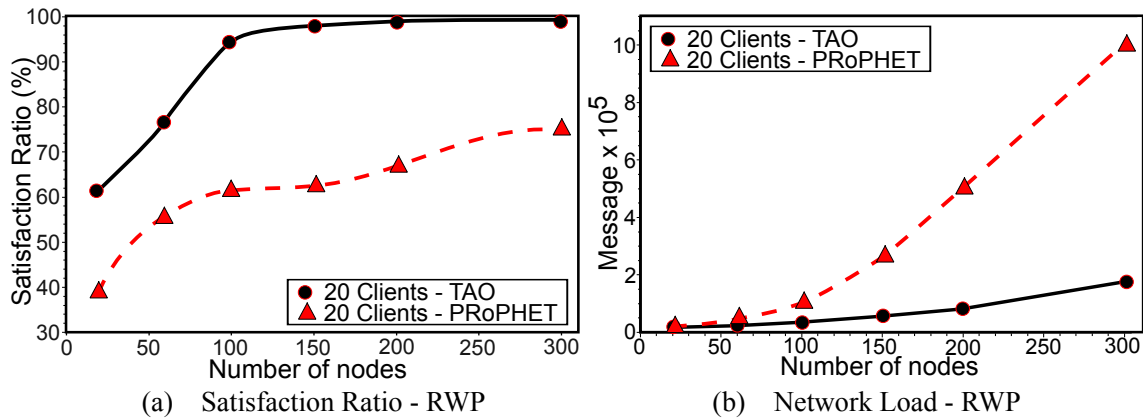 100
90
80
70
60
50
40
30
Satisfaction Ratio (%)
20 Clients - TAO
20 Clients - PRoPHET
0 50 100 150 200 250 300
Number of nodes
(a) Satisfaction Ratio - RWP
10
8
6
4
2
0
Message x 10^5
20 Clients - TAO
20 Clients - PRoPHET
0 50 100 150 200 250 300
Number of nodes
(b) Network Load - RWP